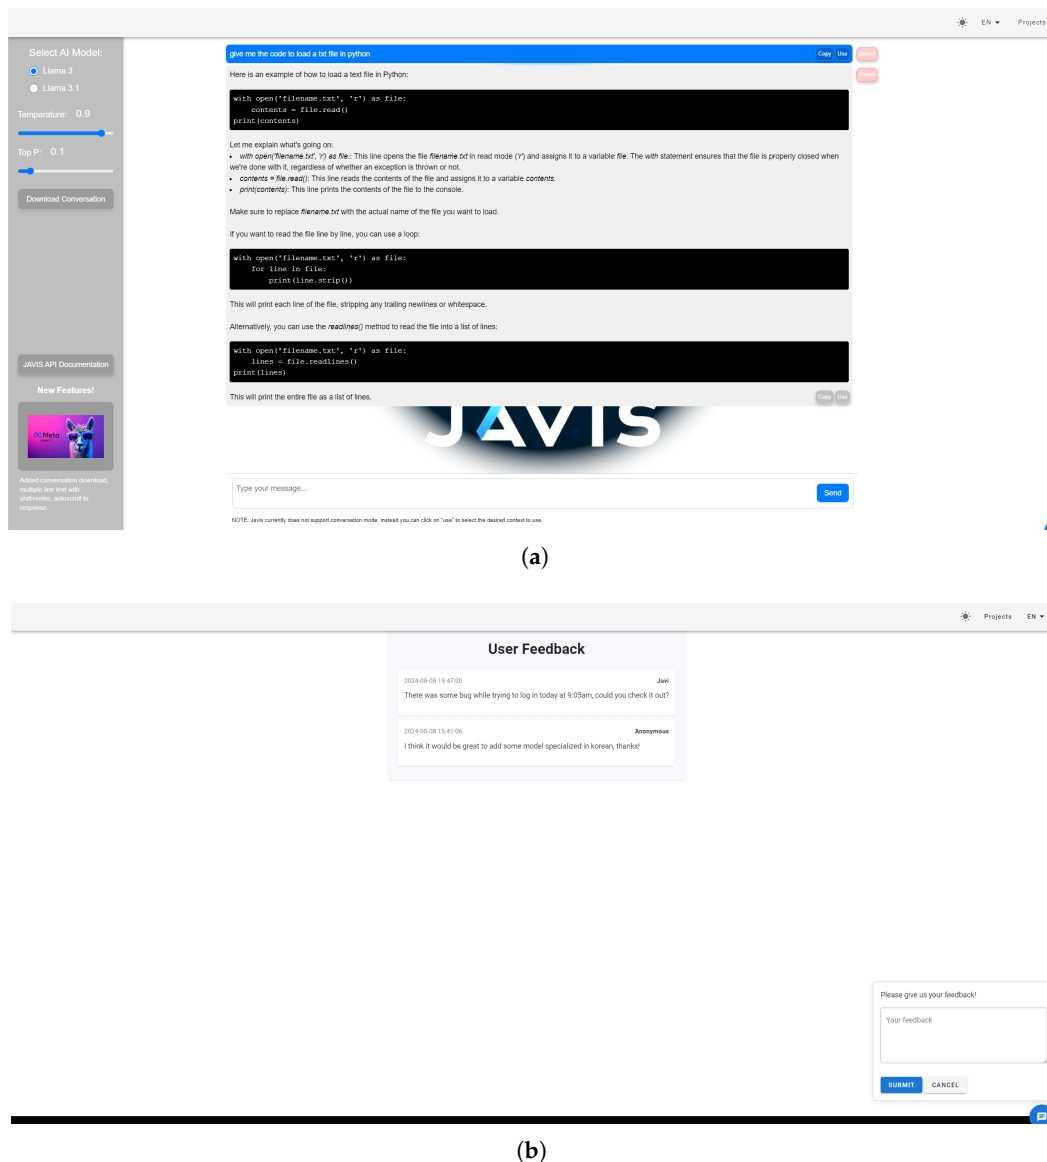 EN
Projects
Select AI Model:
Llama 3
Llama 3.1
Temperature: 0.9
Top P: 0.1
Download Conversation
JAVIS API Documentation
New Features!
Meta
Added conversation download,
multiple line text with
shift+enter, autoscroll to
response.
give me the code to load a txt file in python
Copy Use
Delete
Here is an example of how to load a text file in Python:
Delete
with open('filename.txt', 'r') as file:
    contents = file.read()
print(contents)
Let me explain what's going on:
• with open('filename.txt', 'r') as file:: This line opens the file filename.txt in read mode ('r') and assigns it to a variable file. The with statement ensures that the file is properly closed when
we're done with it, regardless of whether an exception is thrown or not.
• contents = file.read(): This line reads the contents of the file and assigns it to a variable contents.
• print(contents): This line prints the contents of the file to the console.
Make sure to replace filename.txt with the actual name of the file you want to load.
If you want to read the file line by line, you can use a loop:
with open('filename.txt', 'r') as file:
    for line in file:
        print(line.strip())
This will print each line of the file, stripping any trailing newlines or whitespace.
Alternatively, you can use the readlines() method to read the file into a list of lines:
with open('filename.txt', 'r') as file:
    lines = file.readlines()
print(lines)
This will print the entire file as a list of lines.
Copy Use
JAVIS
Type your message...
Send
NOTE: Javis currently does not support conversation mode, instead you can click on "use" to select the desired context to use
(a)
Projects
EN
User Feedback
2024-08-08 15:47:00
Javi
There was some bug while trying to log in today at 9:05am, could you check it out?
2024-08-08 15:41:06
Anonymous
I think it would be great to add some model specialized in korean, thanks!
Please give us your feedback!
Your feedback
SUBMIT
CANCEL
(b)